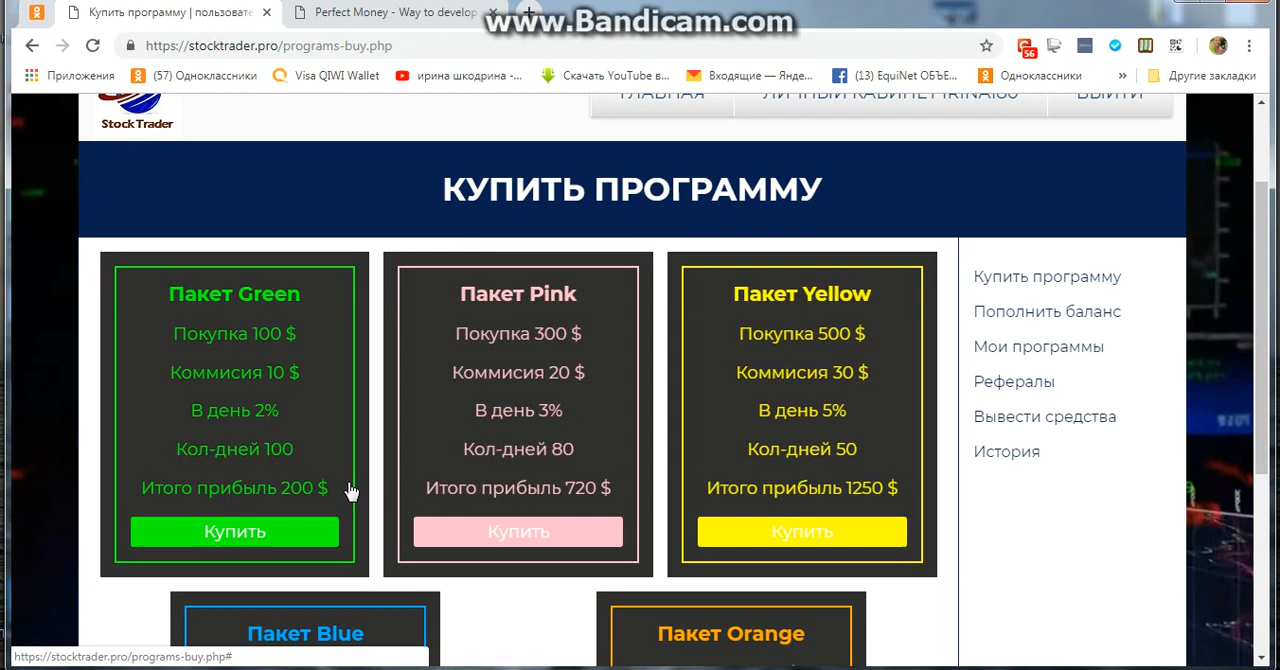 www.Bandicam.com
Купить программу | пользовате
Perfect Money - Way to develop
https://stocktrader.pro/programs-buy.php
56
Приложения
(57) Одноклассники
Visa QIWI Wallet
ирина шкодрина -...
Скачать YouTube в...
Входящие — Янде...
(13) EquiNet ОБЪЕ...
Одноклассники
»
Другие закладки
StockTrader
ГЛАВНАЯ
ВЫЙТИ
КУПИТЬ ПРОГРАММУ
Пакет Green
Покупка 100 $
Коммисия 10 $
В день 2%
Кол-дней 100
Итого прибыль 200 $
Купить
Пакет Pink
Покупка 300 $
Коммисия 20 $
В день 3%
Кол-дней 80
Итого прибыль 720 $
Купить
Пакет Yellow
Покупка 500 $
Коммисия 30 $
В день 5%
Кол-дней 50
Итого прибыль 1250 $
Купить
Купить программу
Пополнить баланс
Мои программы
Рефералы
Вывести средства
История
Пакет Blue
Пакет Orange
https://stocktrader.pro/programs-buy.php#